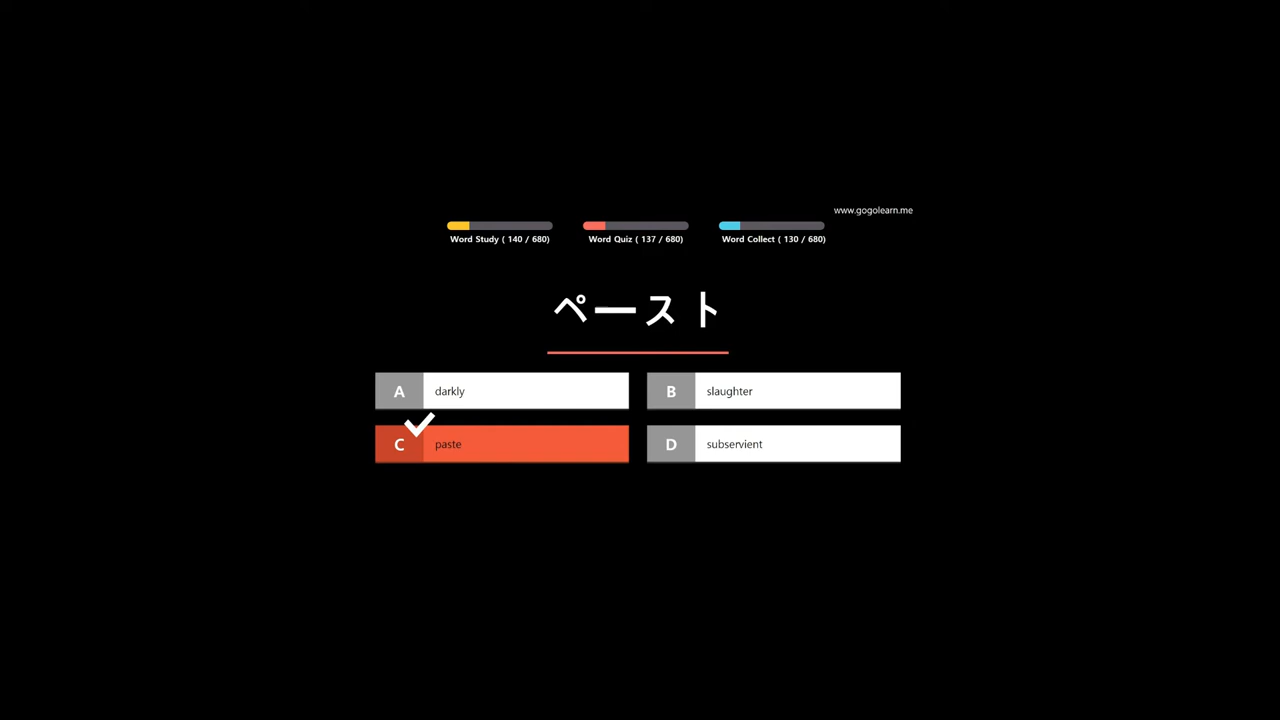 www.gogolearn.me
Word Study ( 140 / 680)
Word Quiz ( 137 / 680)
Word Collect ( 130 / 680)
ペースト
A darkly
B slaughter
C paste
D subservient